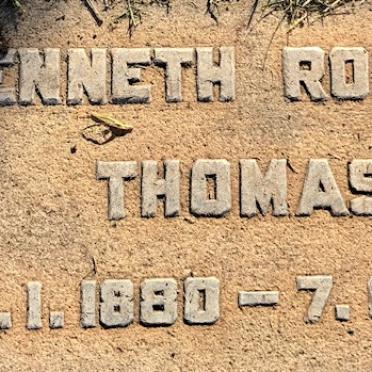 ENNETH RO
THOMAS
.1.1880-7.